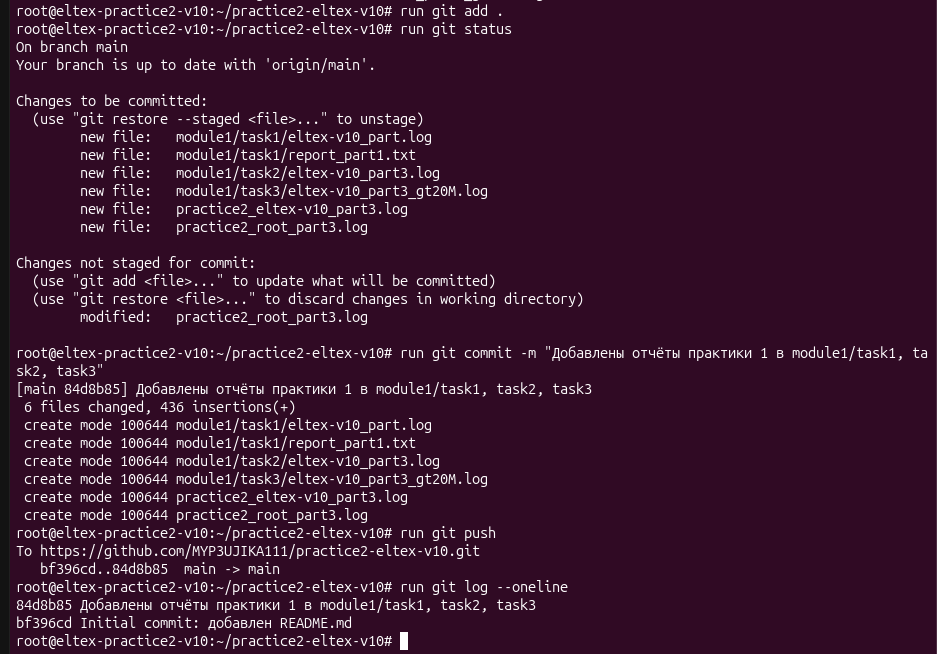 root@eltex-practice2-v10:~/practice2-eltex-v10# run git add .
root@eltex-practice2-v10:~/practice2-eltex-v10# run git status
On branch main
Your branch is up to date with 'origin/main'.

Changes to be committed:
  (use "git restore --staged <file>..." to unstage)
        new file:   module1/task1/eltex-v10_part.log
        new file:   module1/task1/report_part1.txt
        new file:   module1/task2/eltex-v10_part3.log
        new file:   module1/task3/eltex-v10_part3_gt20M.log
        new file:   practice2_eltex-v10_part3.log
        new file:   practice2_root_part3.log

Changes not staged for commit:
  (use "git add <file>..." to update what will be committed)
  (use "git restore <file>..." to discard changes in working directory)
        modified:   practice2_root_part3.log

root@eltex-practice2-v10:~/practice2-eltex-v10# run git commit -m "Добавлены отчёты практики 1 в module1/task1, ta
sk2, task3"
[main 84d8b85] Добавлены отчёты практики 1 в module1/task1, task2, task3
 6 files changed, 436 insertions(+)
 create mode 100644 module1/task1/eltex-v10_part.log
 create mode 100644 module1/task1/report_part1.txt
 create mode 100644 module1/task2/eltex-v10_part3.log
 create mode 100644 module1/task3/eltex-v10_part3_gt20M.log
 create mode 100644 practice2_eltex-v10_part3.log
 create mode 100644 practice2_root_part3.log
root@eltex-practice2-v10:~/practice2-eltex-v10# run git push
To https://github.com/MYP3UJIKA111/practice2-eltex-v10.git
   bf396cd..84d8b85  main -> main
root@eltex-practice2-v10:~/practice2-eltex-v10# run git log --oneline
84d8b85 Добавлены отчёты практики 1 в module1/task1, task2, task3
bf396cd Initial commit: добавлен README.md
root@eltex-practice2-v10:~/practice2-eltex-v10#